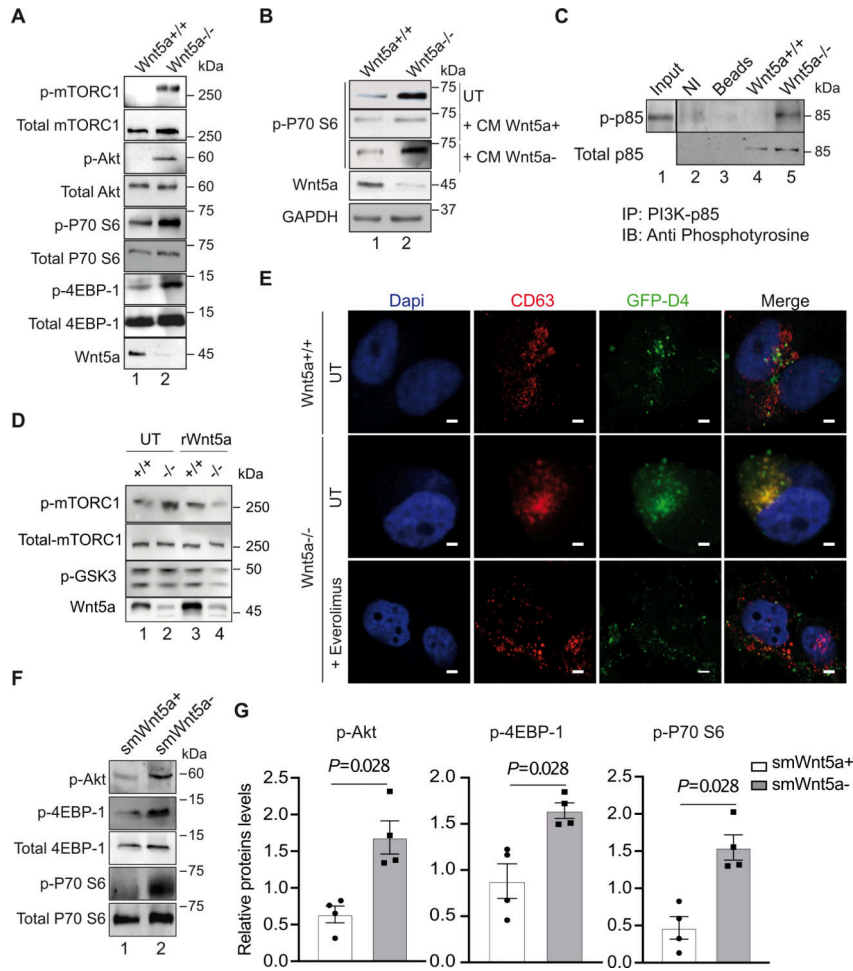 A
Wnt5a+/+
Wnt5a-/-
kDa
p-mTORC1
250
Total mTORC1
250
p-Akt
60
Total Akt
60
p-P70 S6
75
Total P70 S6
75
p-4EBP-1
15
Total 4EBP-1
15
Wnt5a
45
1 2
B
Wnt5a+/+
Wnt5a-/-
kDa
p-P70 S6
75
UT
75
+ CM Wnt5a+
75
+ CM Wnt5a-
Wnt5a
45
GAPDH
37
1 2
C
Input
NI
Beads
Wnt5a+/+
Wnt5a-/-
kDa
p-p85
85
Total p85
85
1 2 3 4 5
IP: PI3K-p85
IB: Anti Phosphotyrosine
D
UT rWnt5a
+/+ -/- +/+ -/-
kDa
p-mTORC1
250
Total-mTORC1
250
p-GSK3
50
Wnt5a
45
1 2 3 4
E
Dapi CD63 GFP-D4 Merge
Wnt5a+/+
UT
Wnt5a-/-
UT
+ Everolimus
F
smWnt5a+
smWnt5a-
kDa
p-Akt
60
p-4EBP-1
15
Total 4EBP-1
15
p-P70 S6
75
Total P70 S6
75
1 2
G
Relative proteins levels
p-Akt
P=0.028
2.5
2.0
1.5
1.0
0.5
0.0
p-4EBP-1
P=0.028
2.0
1.5
1.0
0.5
0.0
p-P70 S6
P=0.028
2.5
2.0
1.5
1.0
0.5
0.0
smWnt5a+
smWnt5a-